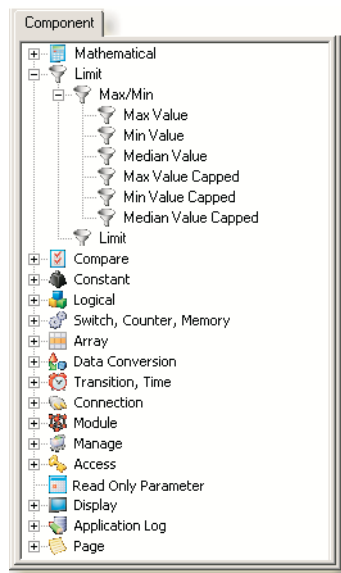 Component
Mathematical
Limit
Max/Min
Max Value
Min Value
Median Value
Max Value Capped
Min Value Capped
Median Value Capped
Limit
Compare
Constant
Logical
Switch, Counter, Memory
Array
Data Conversion
Transition, Time
Connection
Module
Manage
Access
Read Only Parameter
Display
Application Log
Page